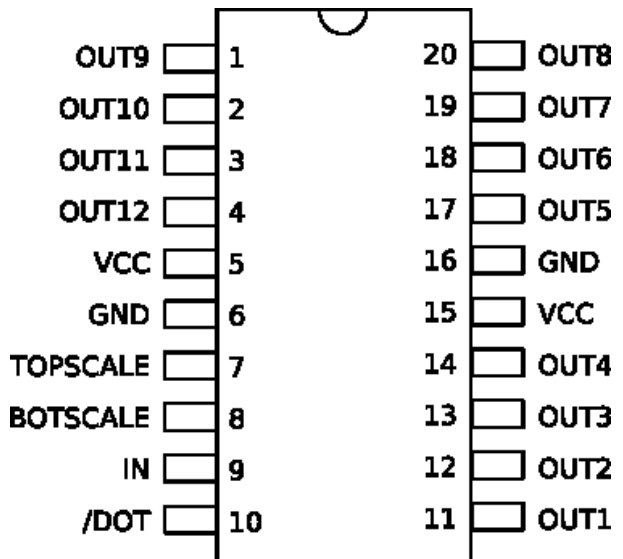 OUT9 1 20 OUT8
OUT10 2 19 OUT7
OUT11 3 18 OUT6
OUT12 4 17 OUT5
VCC 5 16 GND
GND 6 15 VCC
TOPSCALE 7 14 OUT4
BOTSCALE 8 13 OUT3
IN 9 12 OUT2
/DOT 10 11 OUT1